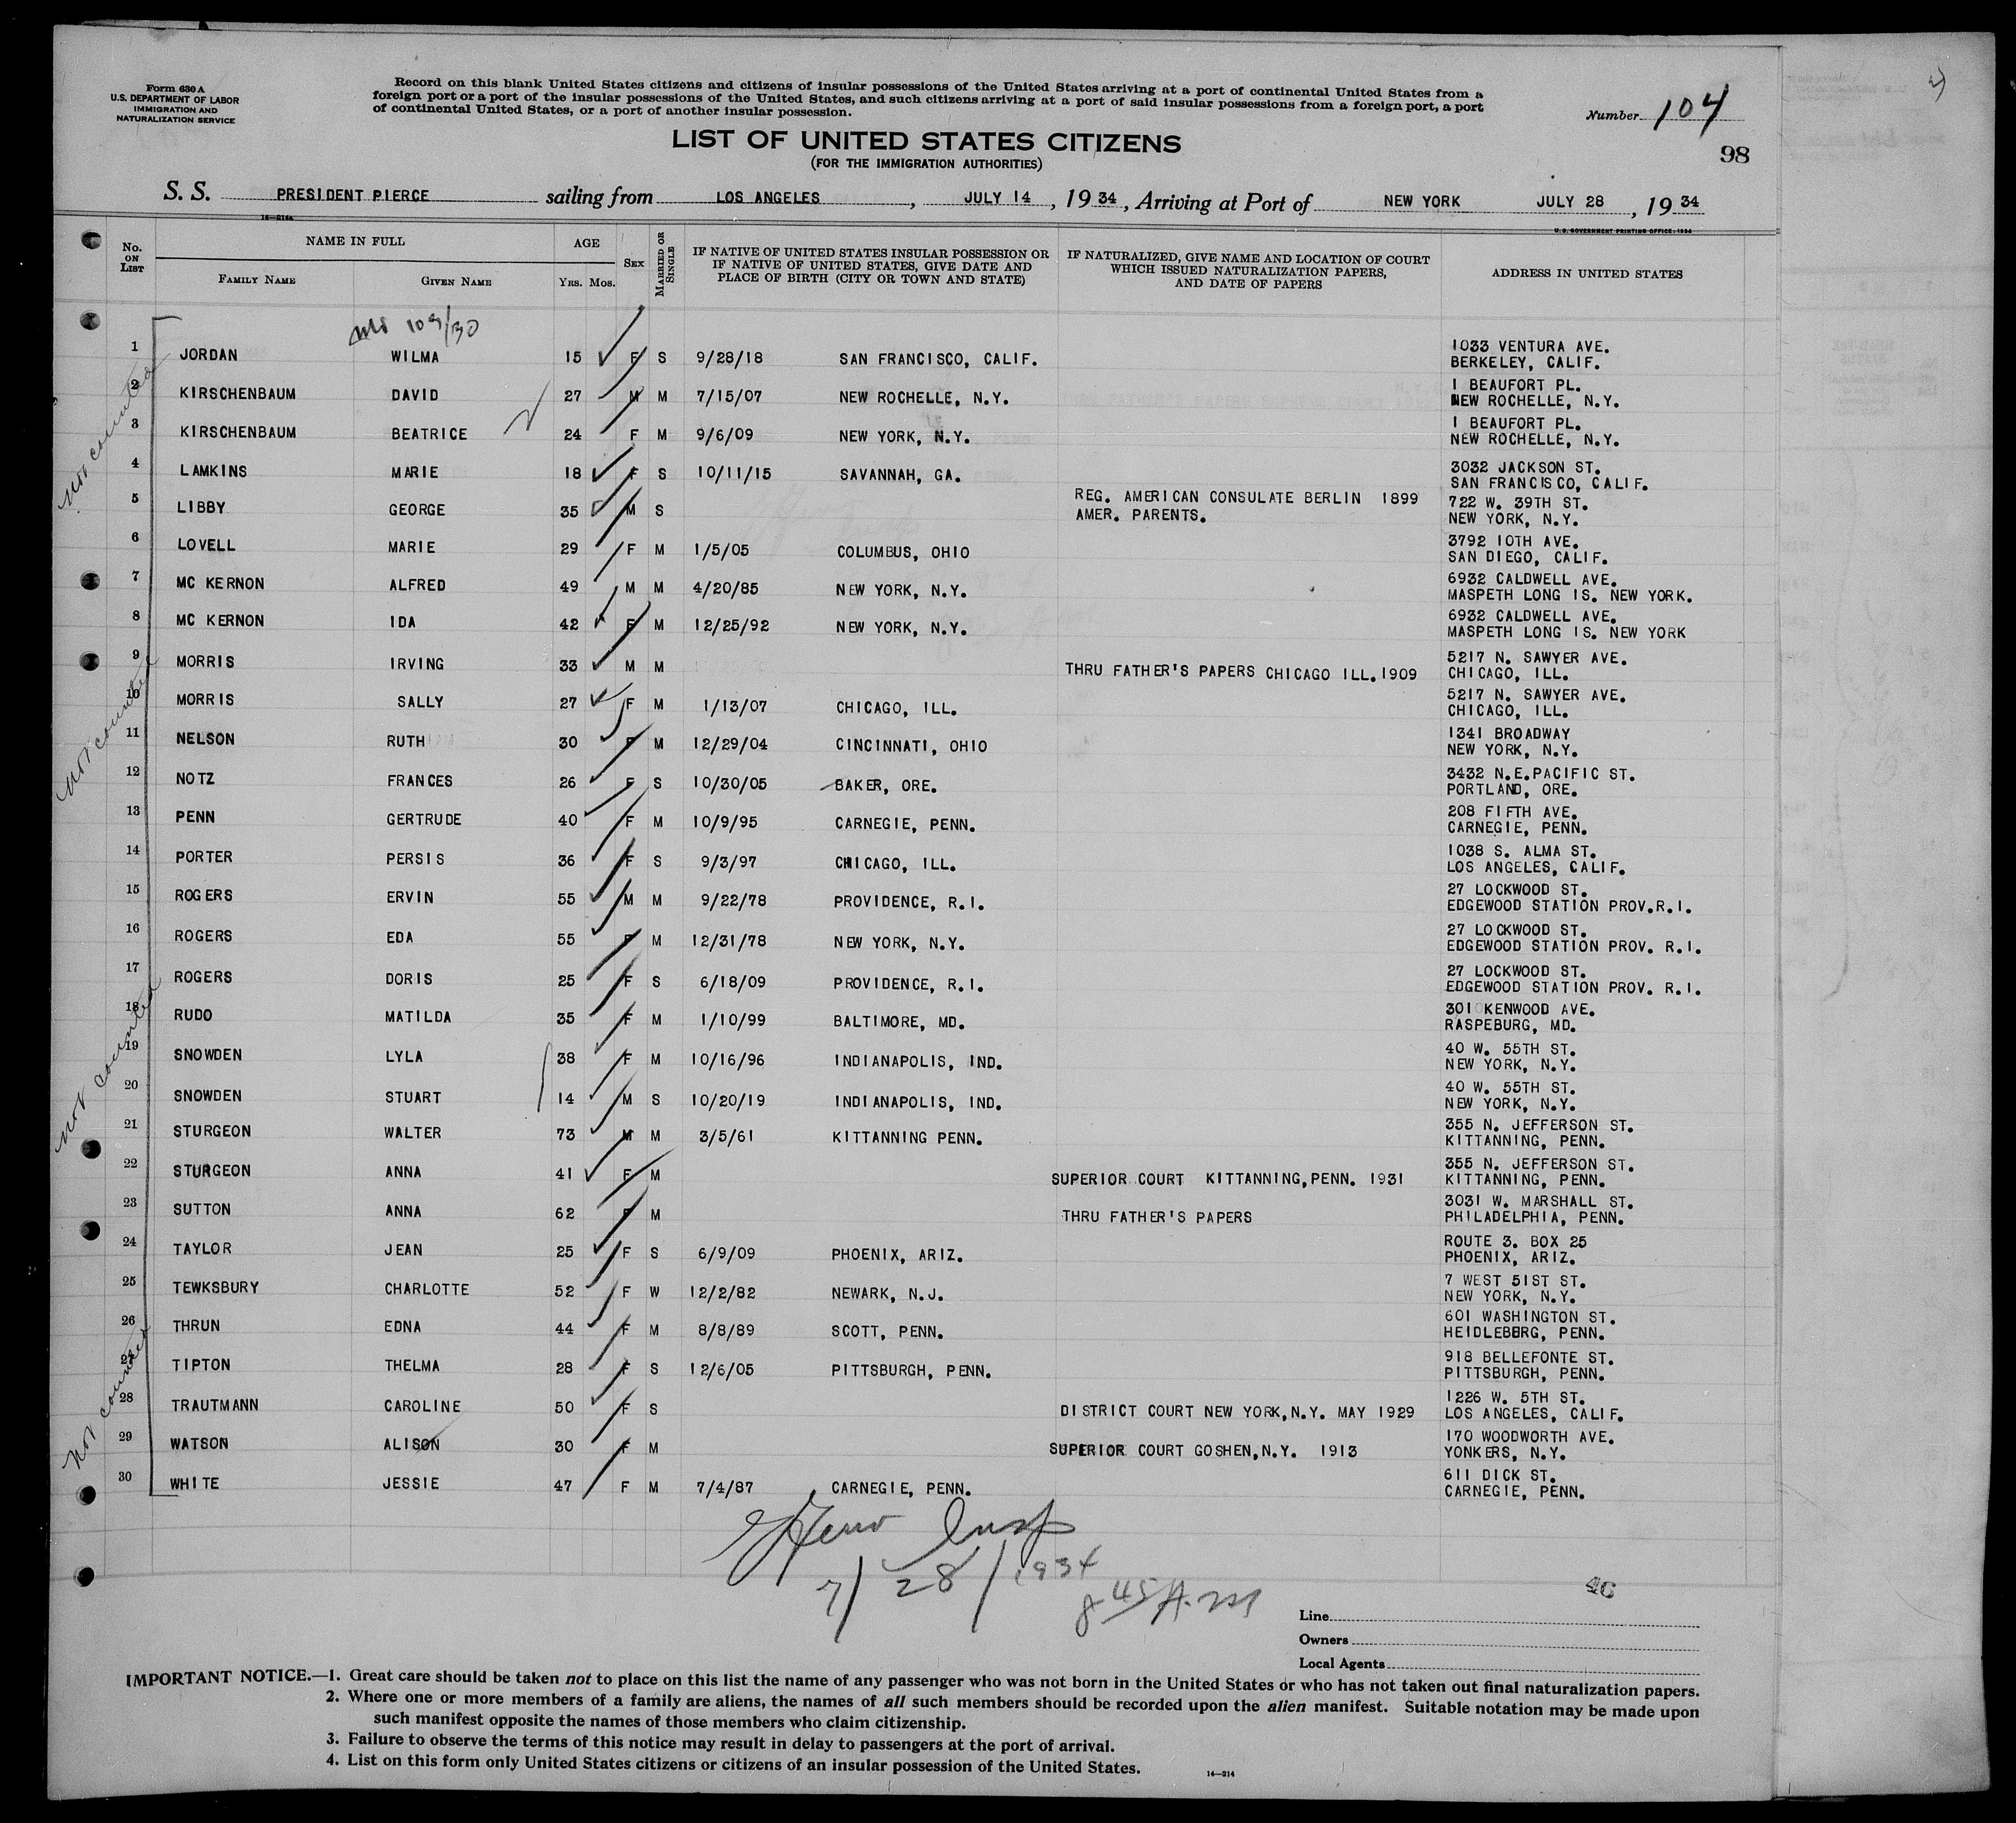 Form 630 A
U.S. DEPARTMENT OF LABOR
IMMIGRATION AND
NATURALIZATION SERVICE
Record on this blank United States citizens and citizens of insular possessions of the United States arriving at a port of continental United States from a
foreign port or a port of the insular possessions of the United States, and such citizens arriving at a port of said insular possessions from a foreign port, a port
of continental United States, or a port of another insular possession.
Number 104
LIST OF UNITED STATES CITIZENS
(FOR THE IMMIGRATION AUTHORITIES)
98
S. S. PRESIDENT PIERCE sailing from LOS ANGELES, JULY 14, 1934, Arriving at Port of NEW YORK JULY 28, 1934
14—214a
U.S. GOVERNMENT PRINTING OFFICE: 1934
No. ON LIST NAME IN FULL AGE SEX MARRIED OR SINGLE IF NATIVE OF UNITED STATES INSULAR POSSESSION OR IF NATIVE OF UNITED STATES, GIVE DATE AND PLACE OF BIRTH (CITY OR TOWN AND STATE) IF NATURALIZED, GIVE NAME AND LOCATION OF COURT WHICH ISSUED NATURALIZATION PAPERS, AND DATE OF PAPERS ADDRESS IN UNITED STATES
FAMILY NAME GIVEN NAME YRS. MOS.
109/30
1 JORDAN WILMA 15 F S 9/28/18 SAN FRANCISCO, CALIF. 1033 VENTURA AVE. BERKELEY, CALIF.
2 KIRSCHENBAUM DAVID 27 M M 7/15/07 NEW ROCHELLE, N.Y. 1 BEAUFORT PL. NEW ROCHELLE, N.Y.
3 KIRSCHENBAUM BEATRICE 24 F M 9/6/09 NEW YORK, N.Y. 1 BEAUFORT PL. NEW ROCHELLE, N.Y.
4 LAMKINS MARIE 18 F S 10/11/15 SAVANNAH, GA. 3032 JACKSON ST. SAN FRANCISCO, CALIF.
5 LIBBY GEORGE 35 M S REG. AMERICAN CONSULATE BERLIN 1899 AMER. PARENTS. 722 W. 39TH ST. NEW YORK, N.Y.
6 LOVELL MARIE 29 F M 1/5/05 COLUMBUS, OHIO 3792 10TH AVE. SAN DIEGO, CALIF.
7 MC KERNON ALFRED 49 M M 4/20/85 NEW YORK, N.Y. 6932 CALDWELL AVE. MASPETH LONG IS. NEW YORK.
8 MC KERNON IDA 42 F M 12/25/92 NEW YORK, N.Y. 6932 CALDWELL AVE. MASPETH LONG IS. NEW YORK
9 MORRIS IRVING 33 M M THRU FATHER'S PAPERS CHICAGO ILL. 1909 5217 N. SAWYER AVE. CHICAGO, ILL.
10 MORRIS SALLY 27 F M 1/13/07 CHICAGO, ILL. 5217 N. SAWYER AVE. CHICAGO, ILL.
11 NELSON RUTH 30 F M 12/29/04 CINCINNATI, OHIO 1341 BROADWAY NEW YORK, N.Y.
12 NOTZ FRANCES 26 F S 10/30/05 BAKER, ORE. 3432 N.E.PACIFIC ST. PORTLAND, ORE.
13 PENN GERTRUDE 40 F M 10/9/95 CARNEGIE, PENN. 208 FIFTH AVE. CARNEGIE, PENN.
14 PORTER PERSIS 36 F S 9/3/97 CHICAGO, ILL. 1038 S. ALMA ST. LOS ANGELES, CALIF.
15 ROGERS ERVIN 55 M M 9/22/78 PROVIDENCE, R.I. 27 LOCKWOOD ST. EDGEWOOD STATION PROV.R.I.
16 ROGERS EDA 55 F M 12/31/78 NEW YORK, N.Y. 27 LOCKWOOD ST. EDGEWOOD STATION PROV. R.I.
17 ROGERS DORIS 25 F S 6/18/09 PROVIDENCE, R.I. 27 LOCKWOOD ST. EDGEWOOD STATION PROV. R.I.
18 RUDO MATILDA 35 F M 1/10/99 BALTIMORE, MD. 301 KENWOOD AVE. RASPEBURG, MD.
19 SNOWDEN LYLA 38 F M 10/16/96 INDIANAPOLIS, IND. 40 W. 55TH ST. NEW YORK, N.Y.
20 SNOWDEN STUART 14 M S 10/20/19 INDIANAPOLIS, IND. 40 W. 55TH ST. NEW YORK, N.Y.
21 STURGEON WALTER 73 M M 3/5/61 KITTANNING PENN. 355 N. JEFFERSON ST. KITTANNING, PENN.
22 STURGEON ANNA 41 F M SUPERIOR COURT KITTANNING,PENN. 1931 355 N. JEFFERSON ST. KITTANNING, PENN.
23 SUTTON ANNA 62 F M THRU FATHER'S PAPERS 3031 W. MARSHALL ST. PHILADELPHIA, PENN.
24 TAYLOR JEAN 25 F S 6/9/09 PHOENIX, ARIZ. ROUTE 3. BOX 25 PHOENIX, ARIZ.
25 TEWKSBURY CHARLOTTE 52 F W 12/2/82 NEWARK, N.J. 7 WEST 51ST ST. NEW YORK, N.Y.
26 THRUN EDNA 44 F M 8/8/89 SCOTT, PENN. 601 WASHINGTON ST. HEIDLEBERG, PENN.
27 TIPTON THELMA 28 F S 12/6/05 PITTSBURGH, PENN. 918 BELLEFONTE ST. PITTSBURGH, PENN.
28 TRAUTMANN CAROLINE 50 F S DISTRICT COURT NEW YORK,N.Y. MAY 1929 1226 W. 5TH ST. LOS ANGELES, CALIF.
29 WATSON ALISON 30 F M SUPERIOR COURT GOSHEN,N.Y. 1913 170 WOODWORTH AVE. YONKERS, N.Y.
30 WHITE JESSIE 47 F M 7/4/87 CARNEGIE, PENN. 611 DICK ST. CARNEGIE, PENN.
not counted
not counted
not counted
not counted
Insp
7/28/1934
8 45 A.M
Line
Owners
Local Agents
IMPORTANT NOTICE.—1. Great care should be taken not to place on this list the name of any passenger who was not born in the United States or who has not taken out final naturalization papers.
2. Where one or more members of a family are aliens, the names of all such members should be recorded upon the alien manifest. Suitable notation may be made upon
such manifest opposite the names of those members who claim citizenship.
3. Failure to observe the terms of this notice may result in delay to passengers at the port of arrival.
4. List on this form only United States citizens or citizens of an insular possession of the United States.
14—214